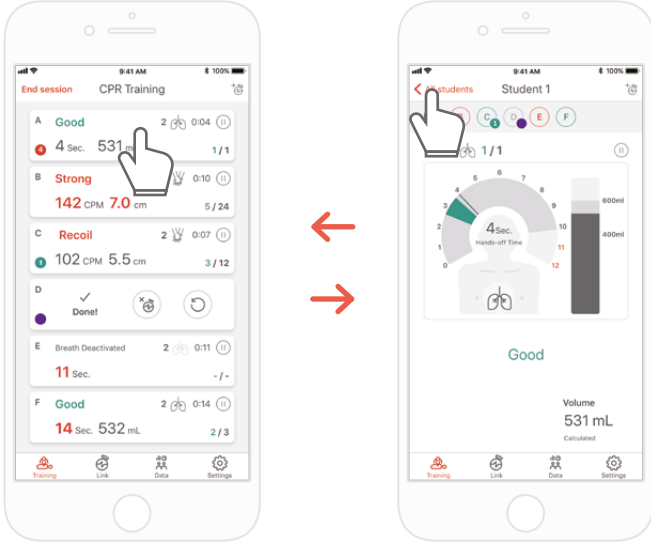 9:41 AM
100%
End session
CPR Training
A Good 2 0:04
4 4 Sec. 531 1/1
B Strong 0:10
142 CPM 7.0 cm 5/24
C Recoil 2 0:07
1 102 CPM 5.5 cm 3/12
D
Done!
E Breath Deactivated 2 0:11
11 Sec. -/-
F Good 2 0:14
14 Sec. 532 mL 2/3
Training Link Data Settings
9:41 AM
100%
students
Student 1
C D E F
1
1/1
0 1 2 3 4 5 6 7 8 9 10 11 12
4Sec.
Hands-off Time
600ml
400ml
Good
Volume
531 mL
Calculated
Training Link Data Settings